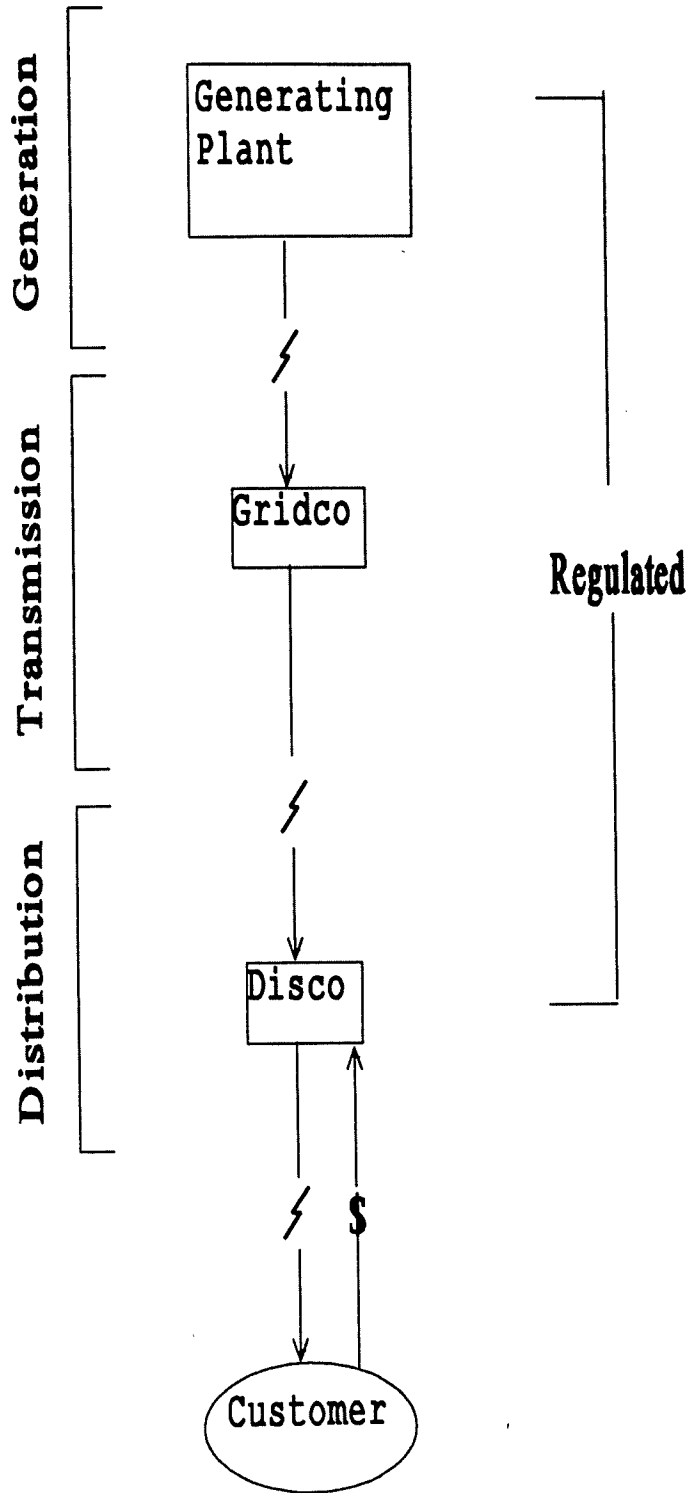 Generation
Generating
Plant
Transmission
Gridco
Regulated
Distribution
Disco
$
Customer